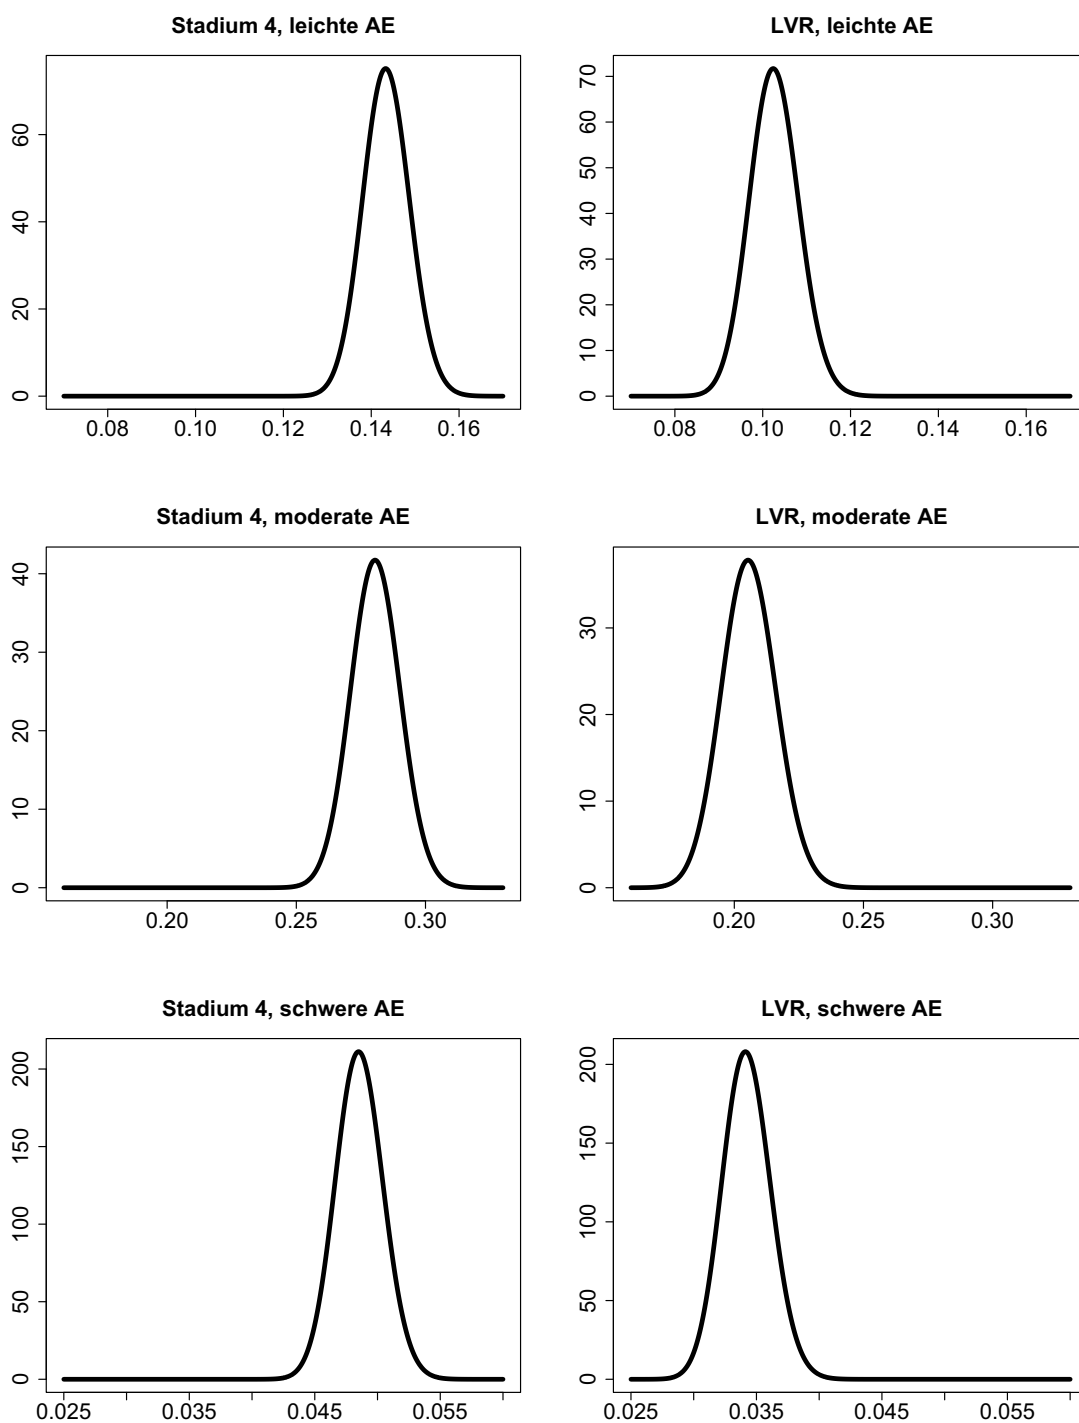 Stadium 4, leichte AE
0
20
40
60
0.08 0.10 0.12 0.14 0.16
LVR, leichte AE
0
10
20
30
40
50
60
70
0.08 0.10 0.12 0.14 0.16
Stadium 4, moderate AE
0
10
20
30
40
0.20 0.25 0.30
LVR, moderate AE
0
10
20
30
0.20 0.25 0.30
Stadium 4, schwere AE
0
50
100
150
200
0.025 0.035 0.045 0.055
LVR, schwere AE
0
50
100
150
200
0.025 0.035 0.045 0.055